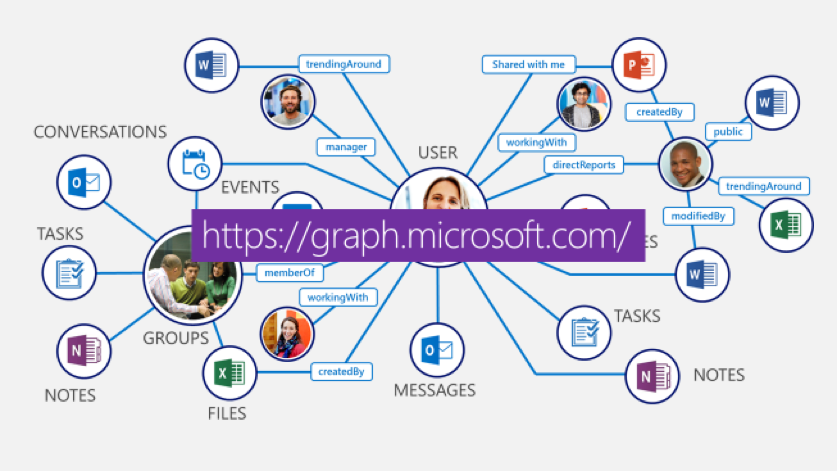 trendingAround
Shared with me
W
P
createdBy
W
public
CONVERSATIONS
manager
workingWith
USER
directReports
O
EVENTS
trendingAround
X
modifiedBy
TASKS
https://graph.microsoft.com/
ES
memberOf
W
workingWith
TASKS
N
GROUPS
O
X
createdBy
N
NOTES
NOTES
MESSAGES
FILES